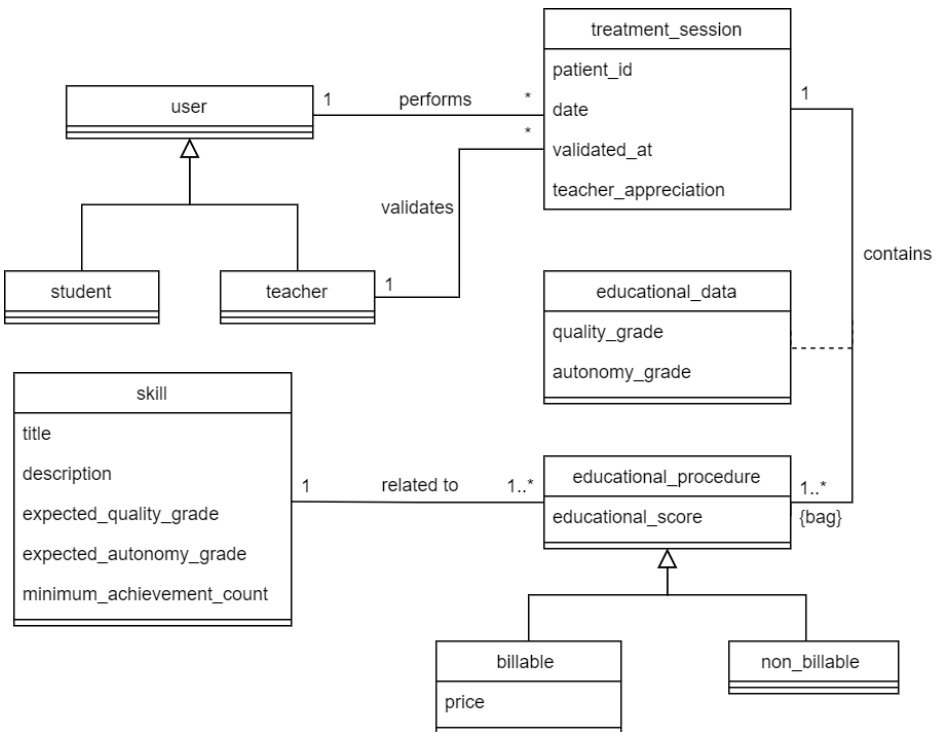 treatment_session
patient_id
date
validated_at
teacher_appreciation
user
1
performs
*
*
validates
1
student
teacher
1
contains
educational_data
quality_grade
autonomy_grade
skill
title
description
expected_quality_grade
expected_autonomy_grade
minimum_achievement_count
1
related to
1..*
educational_procedure
educational_score
1..*
{bag}
billable
price
non_billable